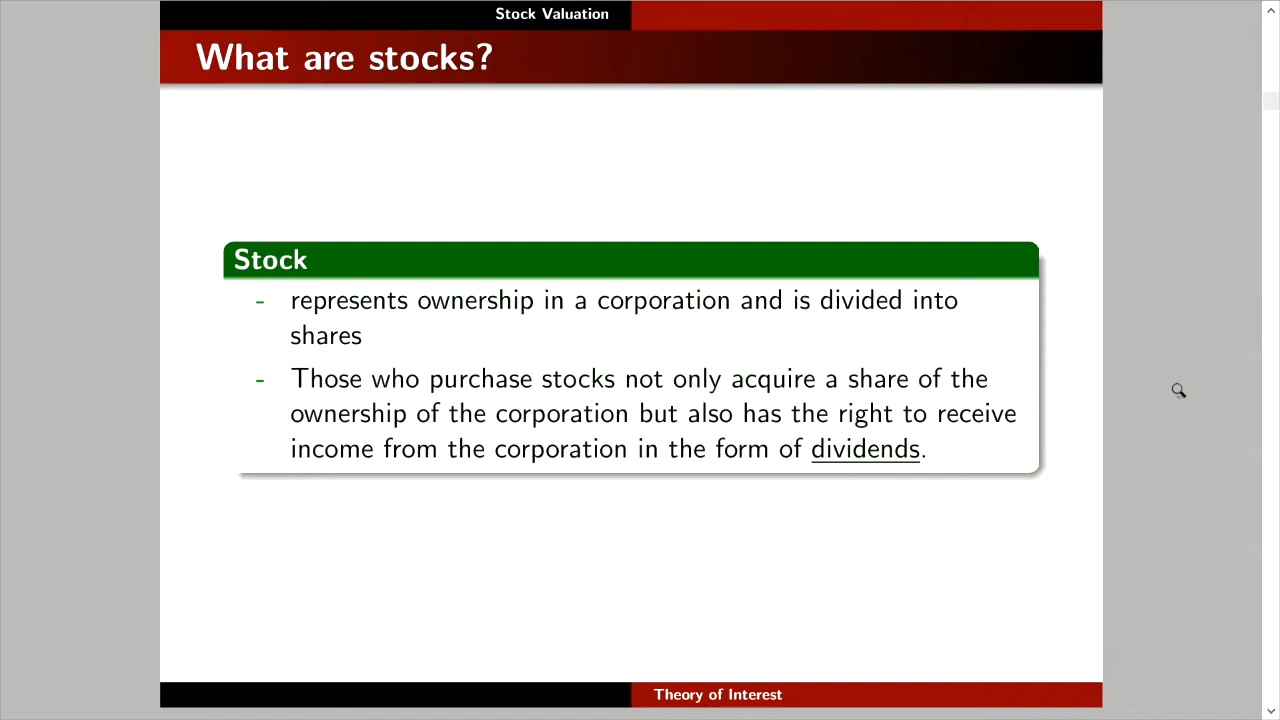 Stock Valuation
What are stocks?
Stock
- represents ownership in a corporation and is divided into
shares
- Those who purchase stocks not only acquire a share of the
ownership of the corporation but also has the right to receive
income from the corporation in the form of dividends.
Theory of Interest